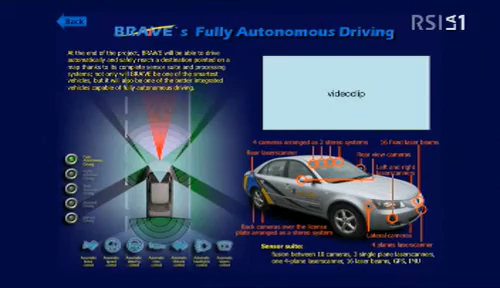 Back
BRAVE's Fully Autonomous Driving
RSI LA 1
At the end of the project, BRAVE will be able to drive
automatically and safely reach a destination pointed on a
map thanks to its complete sensor suite and processing
systems; not only will BRAVE be one of the smartest
vehicles, but it will also be one of the better integrated
vehicles capable of fully autonomous driving.
videoclip
4 cameras arranged as 2 stereo systems
16 fixed laser beams
Rear laserscanner
Rear view cameras
Left and right
laserscanners
Back cameras over the license
plate arranged as a stereo system
Lateral cameras
4 planes laserscanner
Sensor suite:
fusion between 10 cameras, 3 single plane laserscanners,
one 4-plane laserscanner, 16 laser beams, GPS, IMU